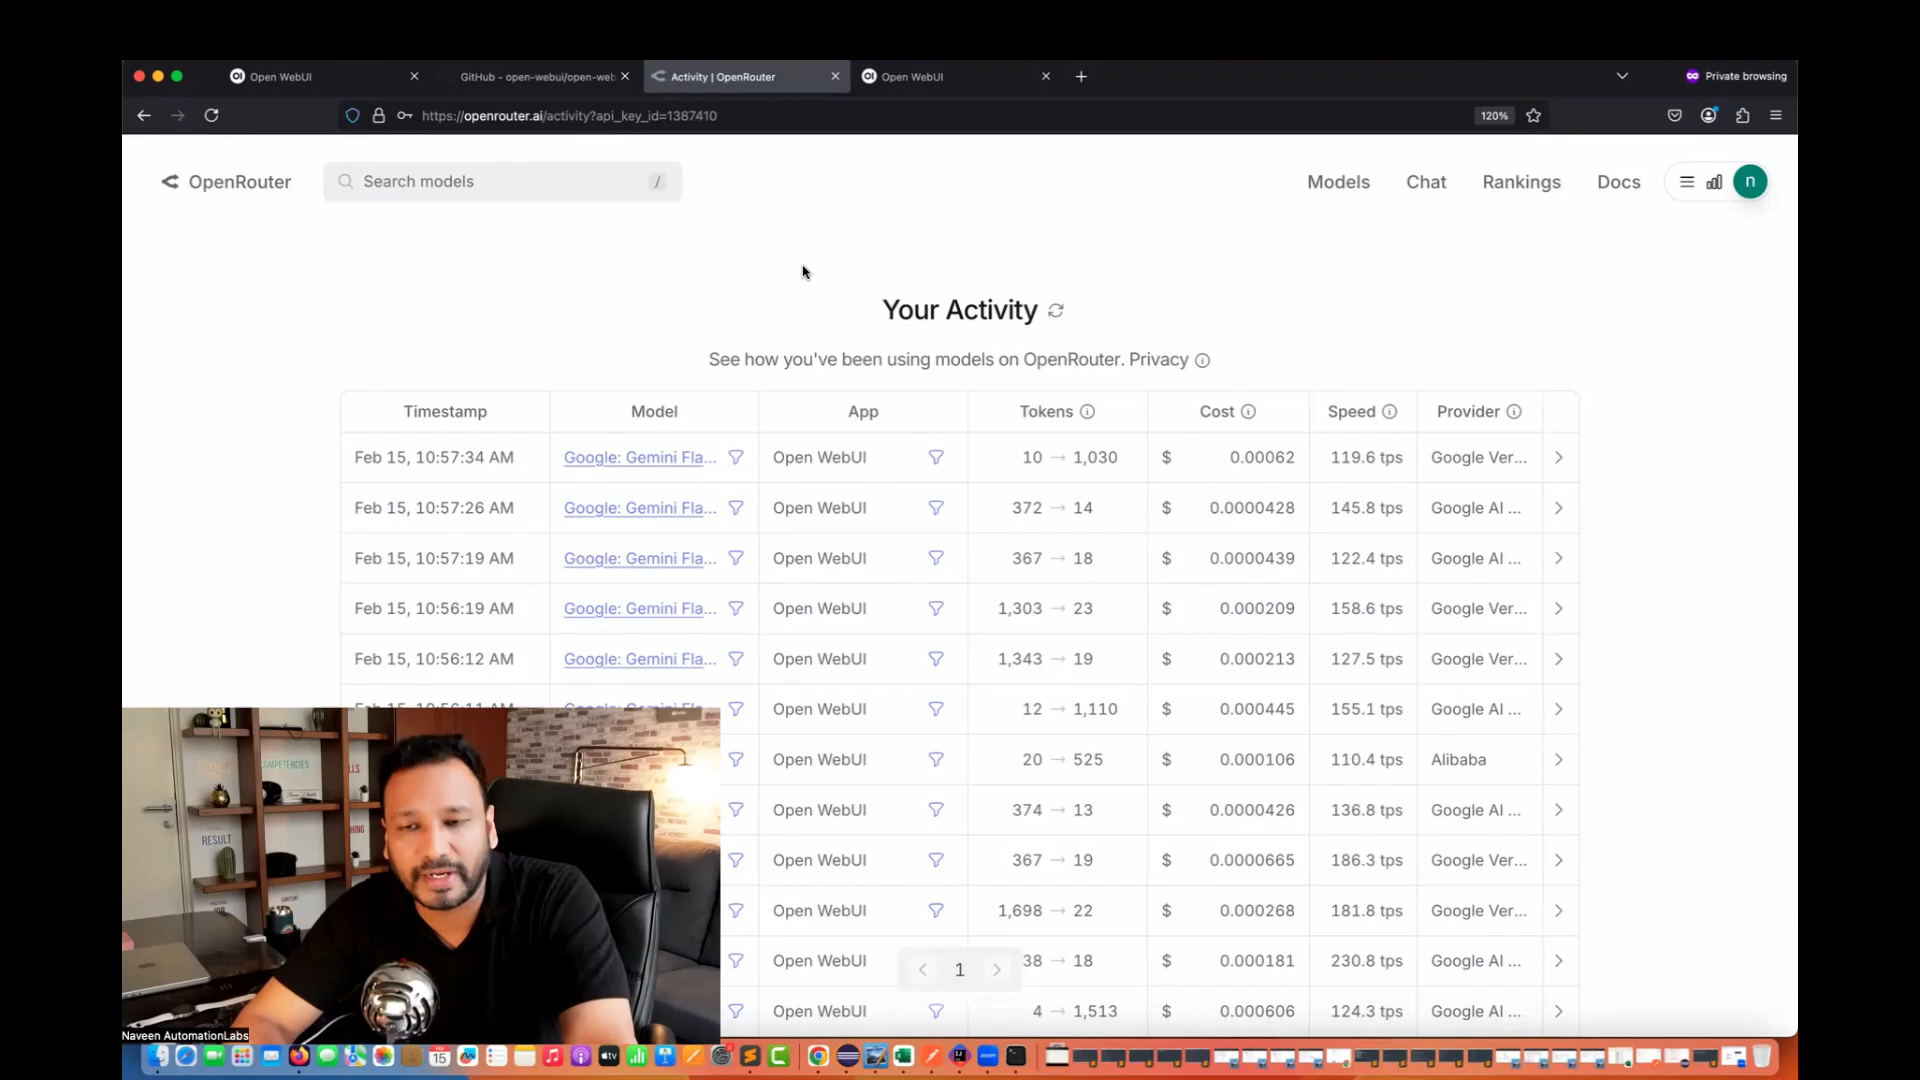 Open WebUI
GitHub - open-webui/open-wel
Activity | OpenRouter
Open WebUI
Private browsing
https://openrouter.ai/activity?api_key_id=1387410
120%
OpenRouter
Search models
/
Models
Chat
Rankings
Docs
n
Your Activity
See how you've been using models on OpenRouter. Privacy
Timestamp Model App Tokens Cost Speed Provider
Feb 15, 10:57:34 AM Google: Gemini Fla... Open WebUI 10 → 1,030 $ 0.00062 119.6 tps Google Ver...
Feb 15, 10:57:26 AM Google: Gemini Fla... Open WebUI 372 → 14 $ 0.0000428 145.8 tps Google AI ...
Feb 15, 10:57:19 AM Google: Gemini Fla... Open WebUI 367 → 18 $ 0.0000439 122.4 tps Google AI ...
Feb 15, 10:56:19 AM Google: Gemini Fla... Open WebUI 1,303 → 23 $ 0.000209 158.6 tps Google Ver...
Feb 15, 10:56:12 AM Google: Gemini Fla... Open WebUI 1,343 → 19 $ 0.000213 127.5 tps Google Ver...
Open WebUI 12 → 1,110 $ 0.000445 155.1 tps Google AI ...
Open WebUI 20 → 525 $ 0.000106 110.4 tps Alibaba
Open WebUI 374 → 13 $ 0.0000426 136.8 tps Google AI ...
Open WebUI 367 → 19 $ 0.0000665 186.3 tps Google Ver...
Open WebUI 1,698 → 22 $ 0.000268 181.8 tps Google Ver...
Open WebUI 38 → 18 $ 0.000181 230.8 tps Google AI ...
Open WebUI 4 → 1,513 $ 0.000606 124.3 tps Google AI ...
1
COMPETENCIES
RESULT
Naveen AutomationLabs
15
zoom